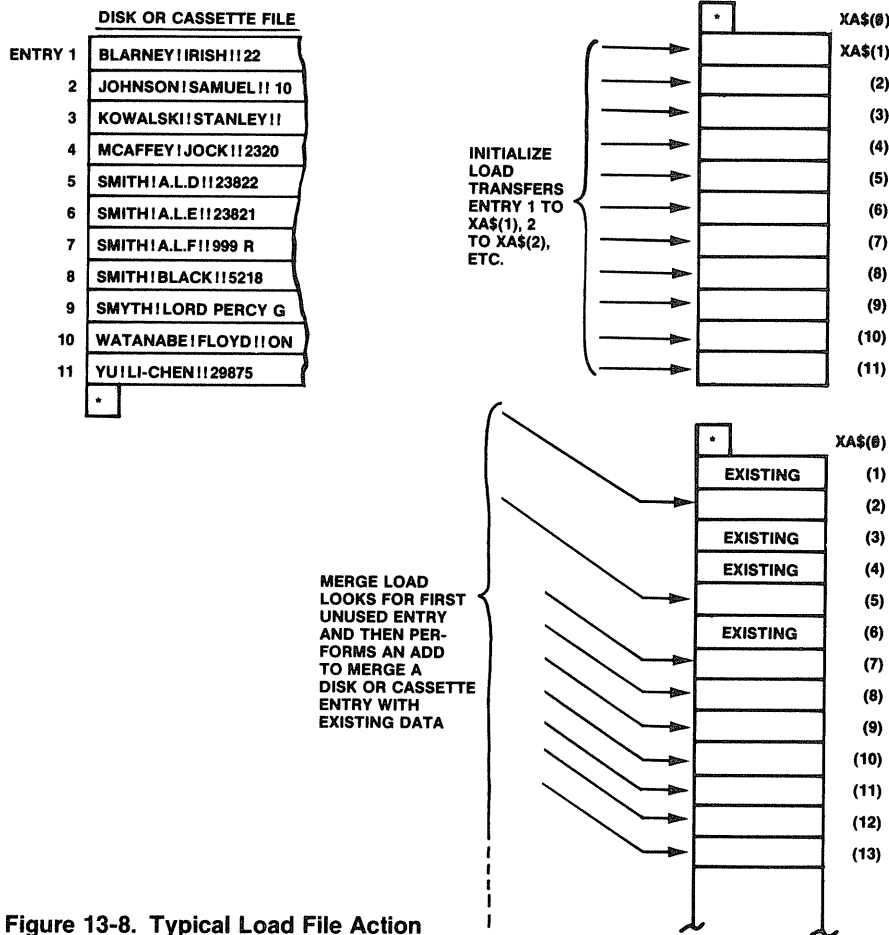 DISK OR CASSETTE FILE
ENTRY 1 BLARNEY!IRISH!!22
2 JOHNSON!SAMUEL!! 10
3 KOWALSKI!STANLEY!!
4 MCAFFEY!JOCK!!2320
5 SMITH!A.L.D!!23822
6 SMITH!A.L.E!!23821
7 SMITH!A.L.F!!999 R
8 SMITH!BLACK!!5218
9 SMYTH!LORD PERCY G
10 WATANABE!FLOYD!!ON
11 YU!LI-CHEN!!29875
*
INITIALIZE
LOAD
TRANSFERS
ENTRY 1 TO
XA$(1), 2
TO XA$(2),
ETC.
* XA$(0)
XA$(1)
(2)
(3)
(4)
(5)
(6)
(7)
(8)
(9)
(10)
(11)
MERGE LOAD
LOOKS FOR FIRST
UNUSED ENTRY
AND THEN PER-
FORMS AN ADD
TO MERGE A
DISK OR CASSETTE
ENTRY WITH
EXISTING DATA
* XA$(0)
EXISTING (1)
(2)
EXISTING (3)
EXISTING (4)
(5)
EXISTING (6)
(7)
(8)
(9)
(10)
(11)
(12)
(13)
Figure 13-8. Typical Load File Action